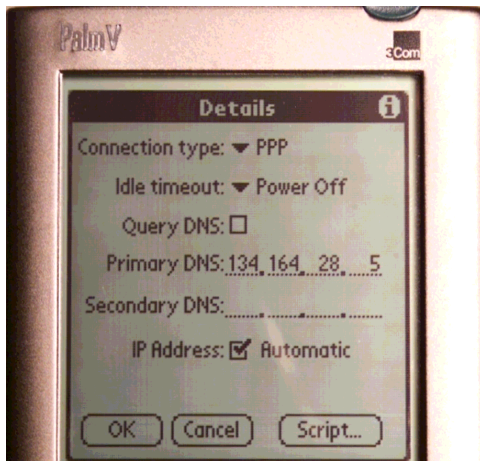 Palm V
3Com
Details
i
Connection type: PPP
Idle timeout: Power Off
Query DNS:
Primary DNS: 134.164.28.5
Secondary DNS:
IP Address: Automatic
OK Cancel Script...